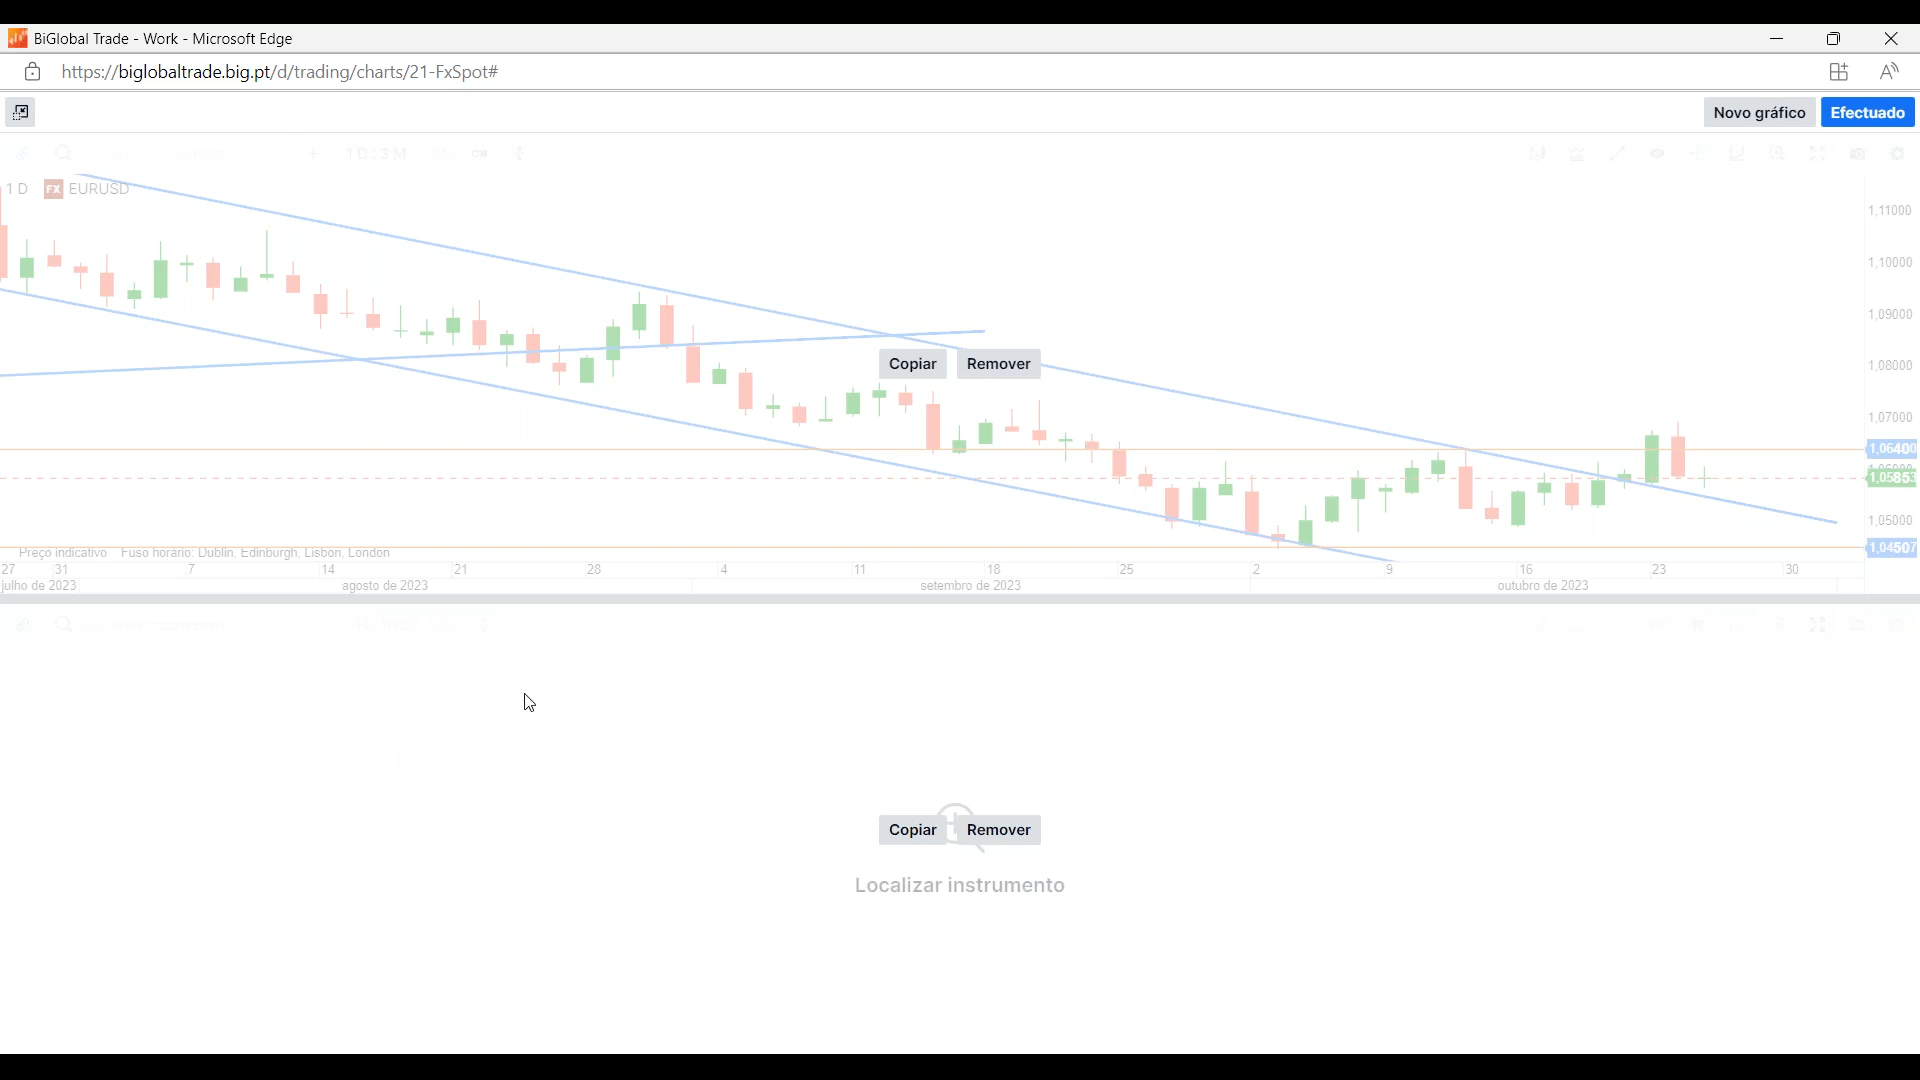 BiGlobal Trade - Work - Microsoft Edge
https://biglobaltrade.big.pt/d/trading/charts/21-FxSpot#
Novo gráfico Efectuado
1D:3M
1 D FX EURUSD
1,11000
1,10000
1,09000
1,08000
Copiar Remover
1,07000
1,06400
1,05853
1,05000
1,04507
Preço indicativo Fuso horário: Dublin, Edinburgh, Lisbon, London
27 31 7 14 21 28 4 11 18 25 2 9 16 23 30
julho de 2023 agosto de 2023 setembro de 2023 outubro de 2023
Copiar Remover
Localizar instrumento